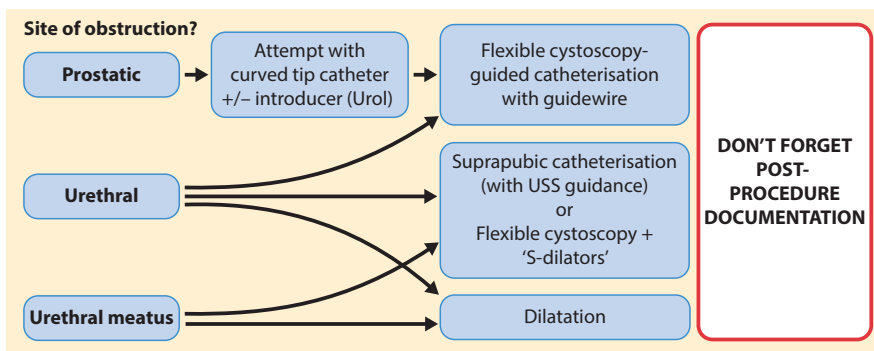 Site of obstruction?
Prostatic
Attempt with
curved tip catheter
+/– introducer (Urol)
Flexible cystoscopy-
guided catheterisation
with guidewire
Urethral
Suprapubic catheterisation
(with USS guidance)
or
Flexible cystoscopy +
‘S-dilators’
Urethral meatus
Dilatation
DON’T FORGET
POST-
PROCEDURE
DOCUMENTATION